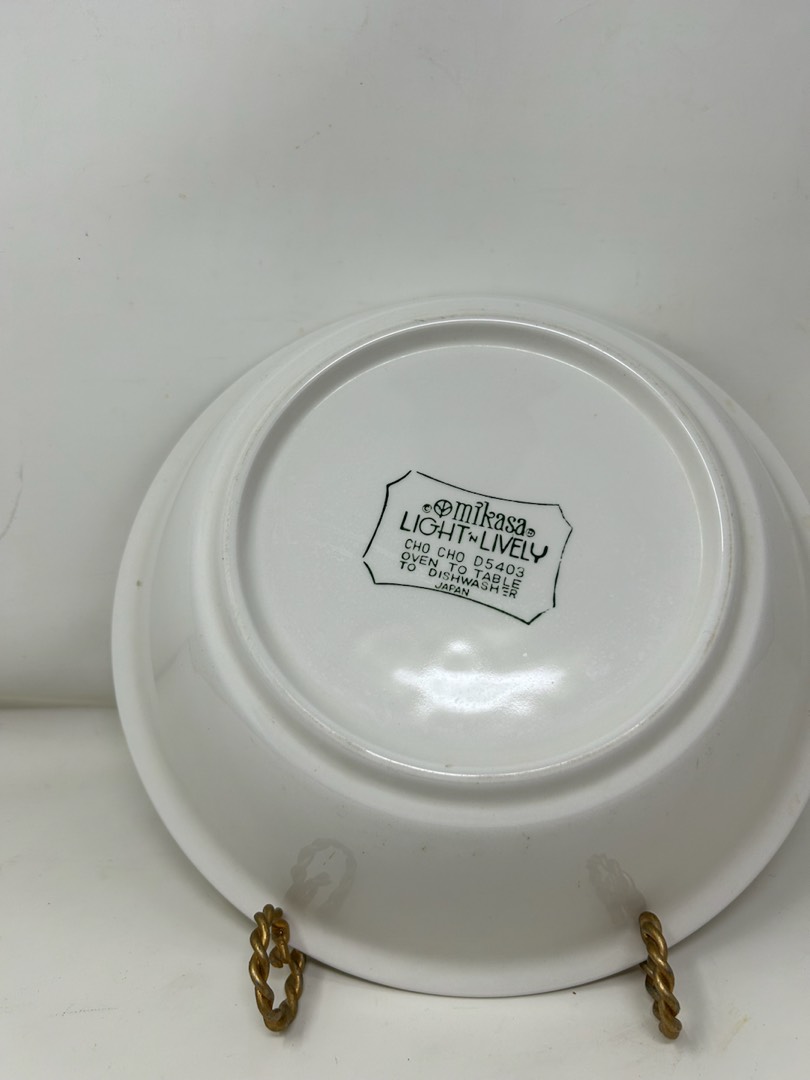 © mikasa ®
LIGHT 'N LIVELY
CHO CHO D5403
OVEN TO TABLE
TO DISHWASHER
JAPAN